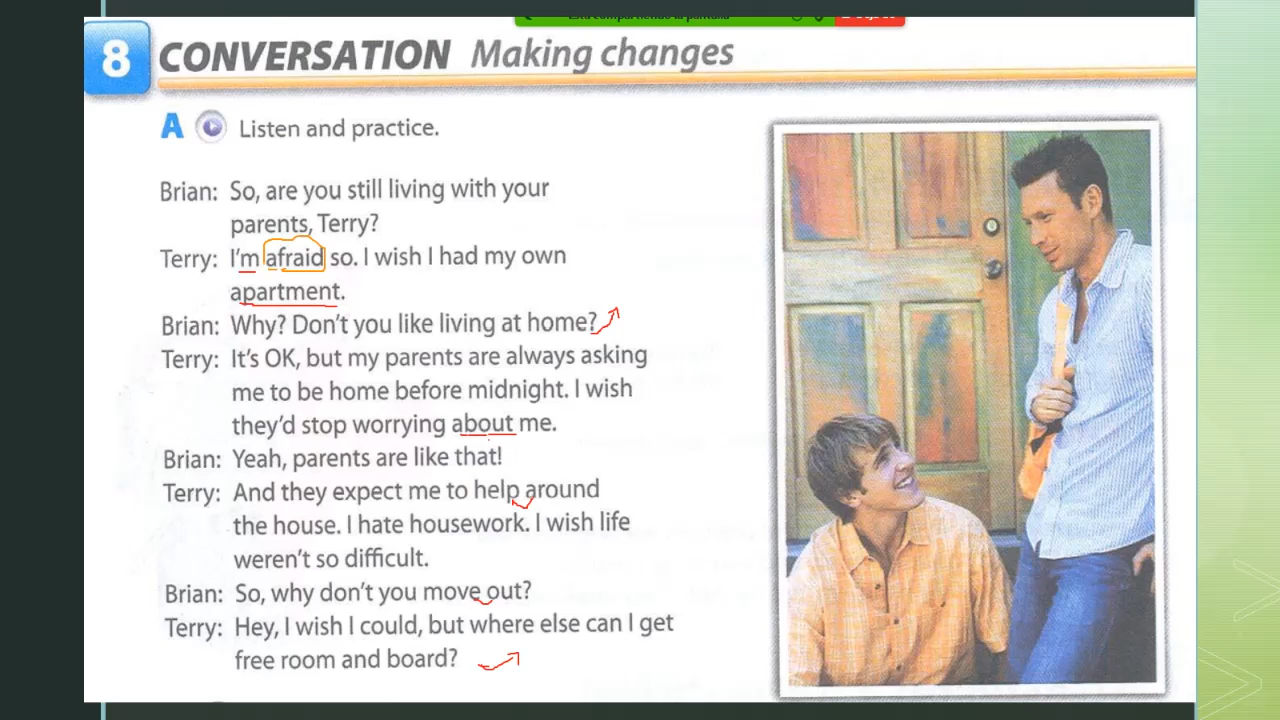 Está compartiendo la pantalla
8 CONVERSATION Making changes
A Listen and practice.
Brian: So, are you still living with your
parents, Terry?
Terry: I'm afraid so. I wish I had my own
apartment.
Brian: Why? Don't you like living at home?
Terry: It's OK, but my parents are always asking
me to be home before midnight. I wish
they'd stop worrying about me.
Brian: Yeah, parents are like that!
Terry: And they expect me to help around
the house. I hate housework. I wish life
weren't so difficult.
Brian: So, why don't you move out?
Terry: Hey, I wish I could, but where else can I get
free room and board?